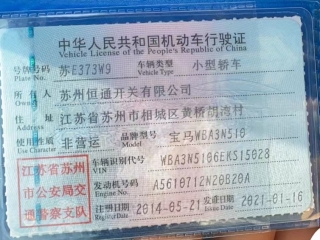 中华人民共和国机动车行驶证
Vehicle License of the People's Republic of China
号牌号码 苏E373W9 车辆类型 小型轿车
Plate No. Vehicle Type
所有人 苏州恒通开关有限公司
Owner
住址 江苏省苏州市相城区黄桥胡湾村
Address
使用性质 非营运 品牌型号 宝马WBA3N510
Use Character Model
江苏省苏州市公安局交通警察支队
车辆识别代号 WBA3N5106EKS15028
VIN
发动机号码 A5610712N20B20A
Engine No.
注册日期 2014-05-21 发证日期 2021-01-16
Register Date Issue Date